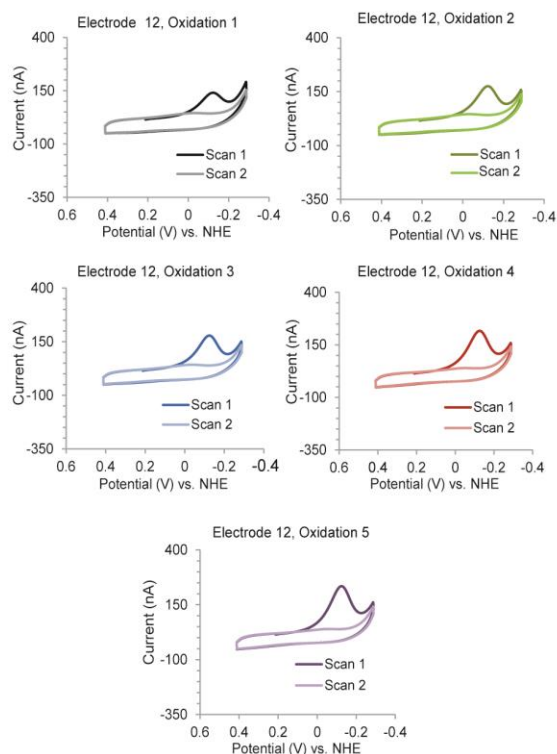 Electrode 12, Oxidation 1
400
150
-100
-350
Current (nA)
Scan 1
Scan 2
0.6 0.4 0.2 0 -0.2 -0.4
Potential (V) vs. NHE
Electrode 12, Oxidation 2
400
150
-100
-350
Current (nA)
Scan 1
Scan 2
0.6 0.4 0.2 0 -0.2 -0.4
Potential (V) vs. NHE
Electrode 12, Oxidation 3
400
150
-100
-350
Current (nA)
Scan 1
Scan 2
0.6 0.4 0.2 0 -0.2 -0.4
Potential (V) vs. NHE
Electrode 12, Oxidation 4
400
150
-100
-350
Current (nA)
Scan 1
Scan 2
0.6 0.4 0.2 0 -0.2 -0.4
Potential (V) vs. NHE
Electrode 12, Oxidation 5
400
150
-100
-350
Current (nA)
Scan 1
Scan 2
0.6 0.4 0.2 0 -0.2 -0.4
Potential (V) vs. NHE